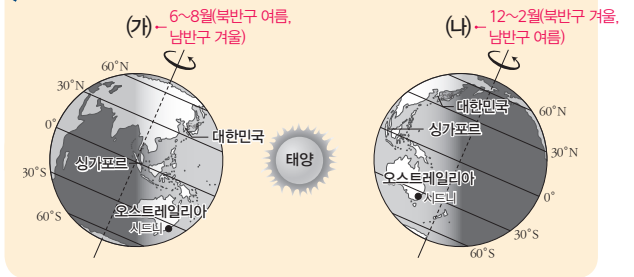 (가)
6~8월(북반구 여름,
남반구 겨울)
60°N
30°N
0°
30°S
60°S
대한민국
싱가포르
오스트레일리아
시드니
태양
(나)
12~2월(북반구 겨울,
남반구 여름)
대한민국
싱가포르
오스트레일리아
시드니
60°N
30°N
0°
30°S
60°S